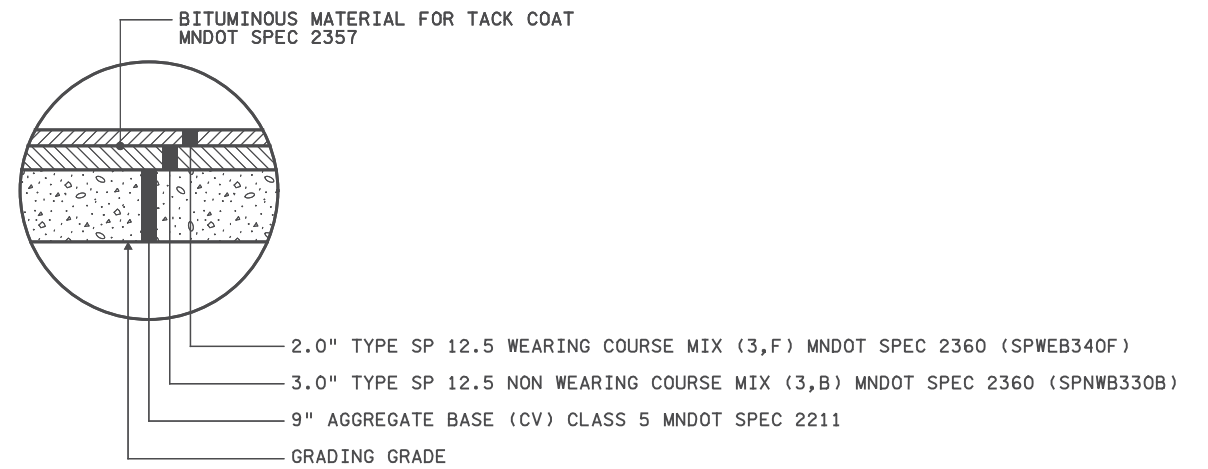 BITUMINOUS MATERIAL FOR TACK COAT
MNDOT SPEC 2357
2.0" TYPE SP 12.5 WEARING COURSE MIX (3,F) MNDOT SPEC 2360 (SPWEB340F)
3.0" TYPE SP 12.5 NON WEARING COURSE MIX (3,B) MNDOT SPEC 2360 (SPNWB330B)
9" AGGREGATE BASE (CV) CLASS 5 MNDOT SPEC 2211
GRADING GRADE